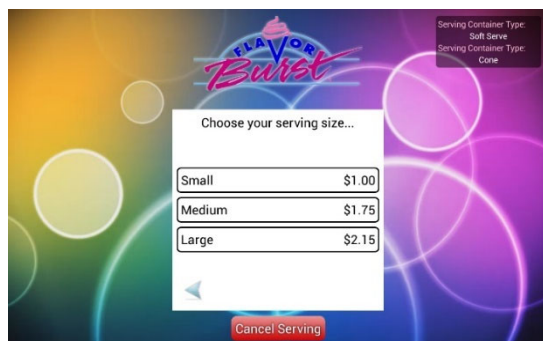 FLAVOR
Burst
Serving Container Type:
Soft Serve
Serving Container Type:
Cone
Choose your serving size...
Small $1.00
Medium $1.75
Large $2.15
Cancel Serving